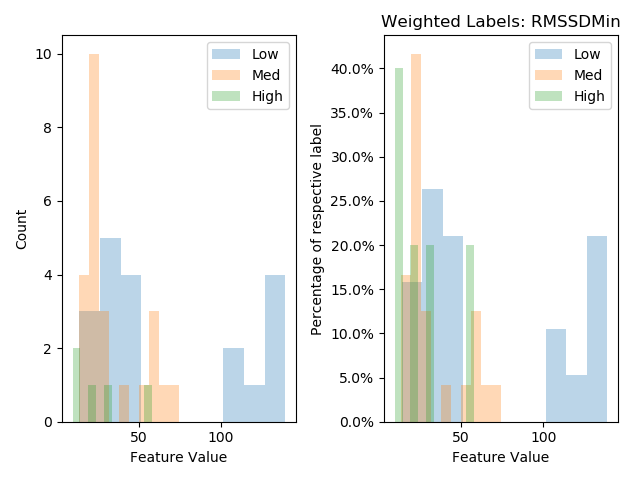 Weighted Labels: RMSSDMin
10
8
6
4
2
0
Count
50
100
Feature Value
Low
Med
High
40.0%
35.0%
30.0%
25.0%
20.0%
15.0%
10.0%
5.0%
0.0%
Percentage of respective label
50
100
Feature Value
Low
Med
High